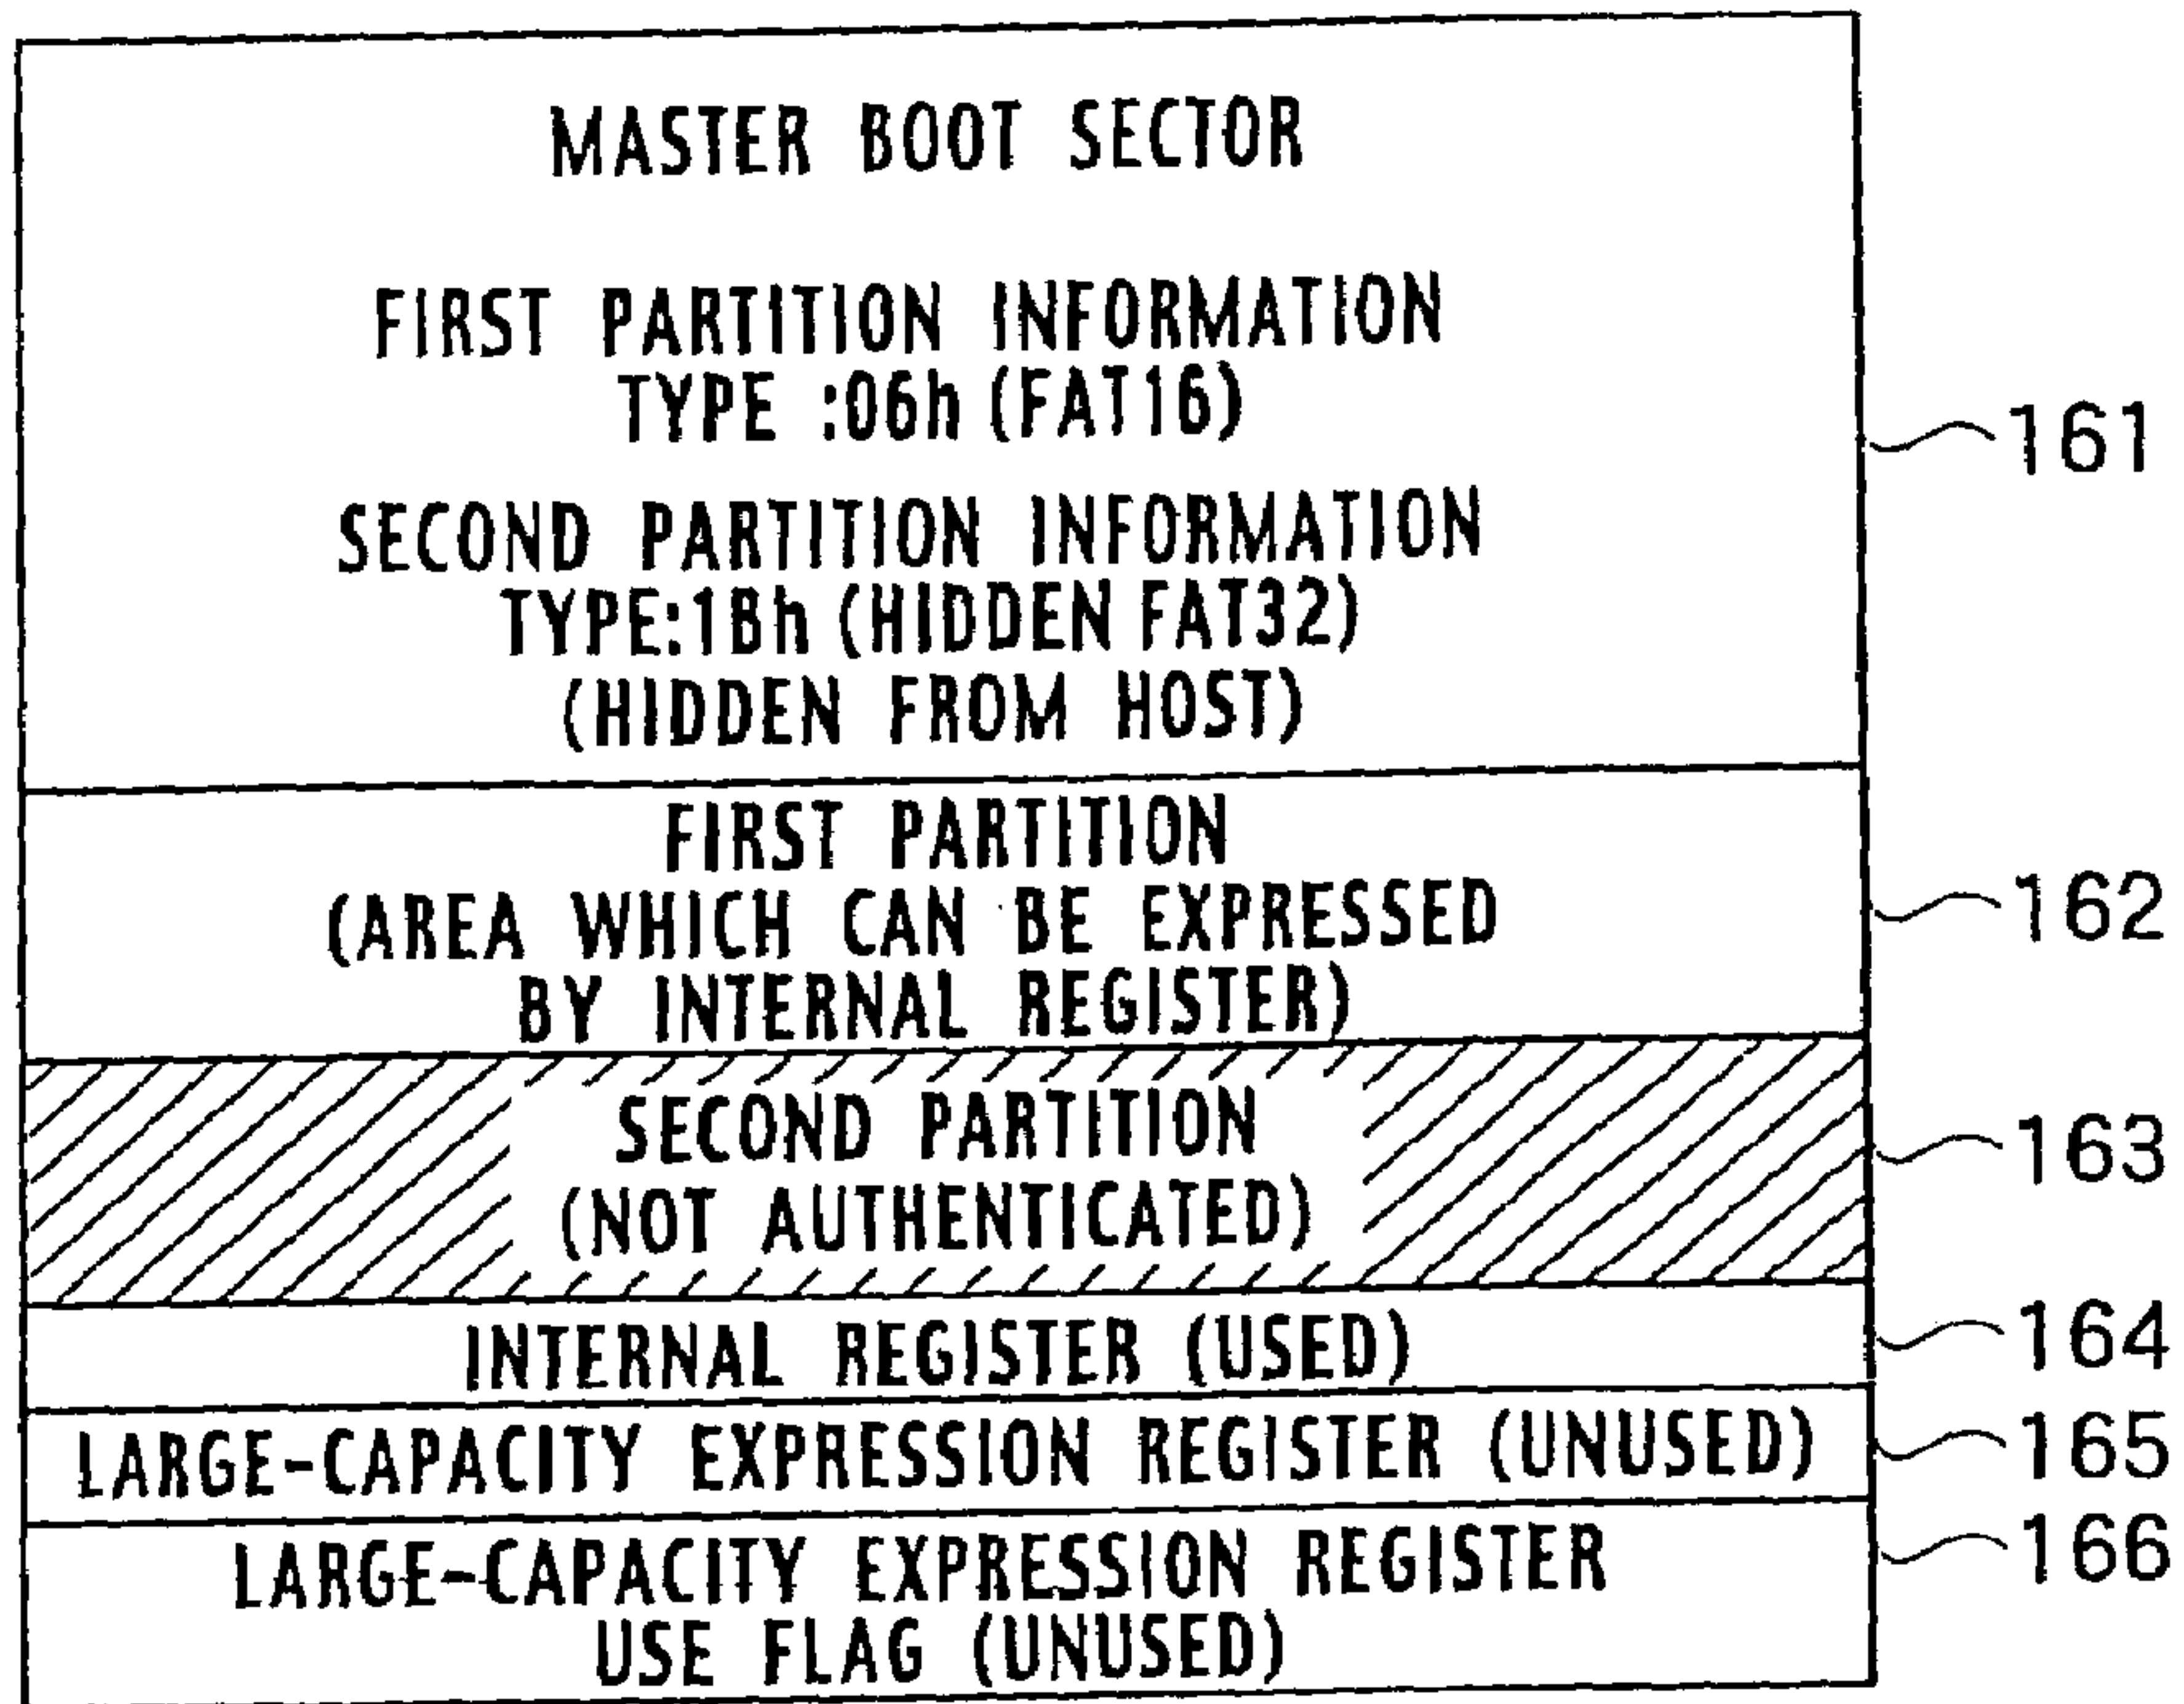 MASTER BOOT SECTOR
FIRST PARTITION INFORMATION
TYPE :06h (FAT16)
161
SECOND PARTITION INFORMATION
TYPE:1Bh (HIDDEN FAT32)
(HIDDEN FROM HOST)
FIRST PARTITION
(AREA WHICH CAN BE EXPRESSED
162
BY INTERNAL REGISTER)
SECOND PARTITION
163
(NOT AUTHENTICATED)
INTERNAL REGISTER (USED)
164
LARGE-CAPACITY EXPRESSION REGISTER (UNUSED)
165
LARGE-CAPACITY EXPRESSION REGISTER
166
USE FLAG (UNUSED)